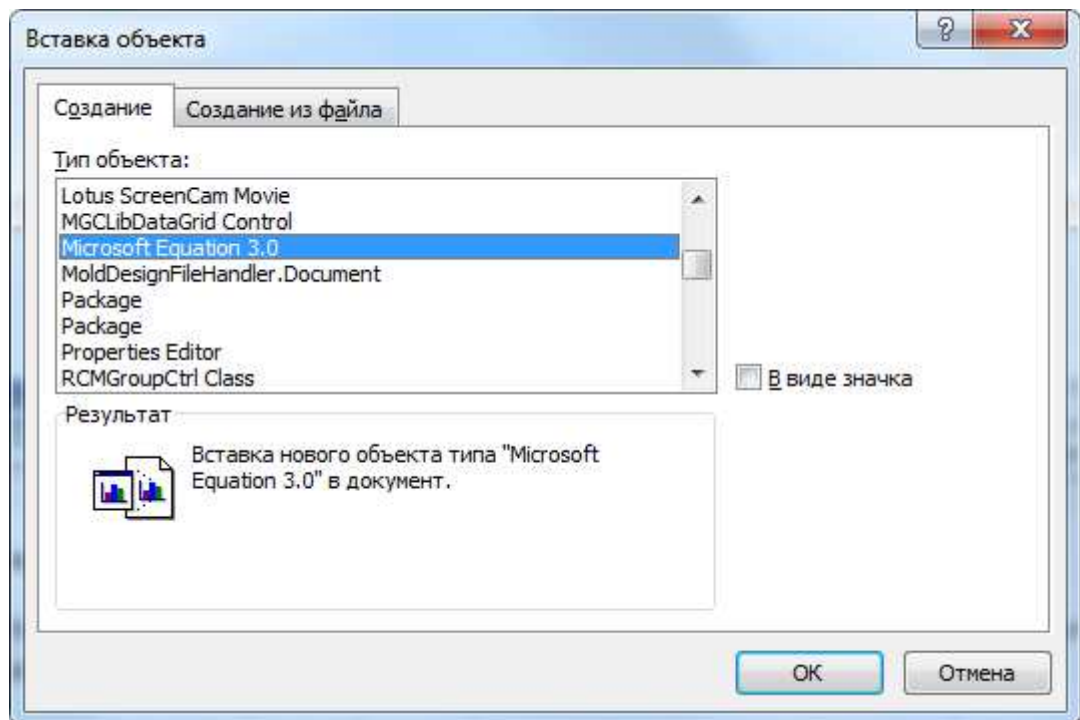 Вставка объекта
Создание
Создание из файла
Тип объекта:
Lotus ScreenCam Movie
MGCLibDataGrid Control
Microsoft Equation 3.0
MoldDesignFileHandler.Document
Package
Package
Properties Editor
RCMGroupCtrl Class
В виде значка
Результат
Вставка нового объекта типа "Microsoft
Equation 3.0" в документ.
ОК
Отмена